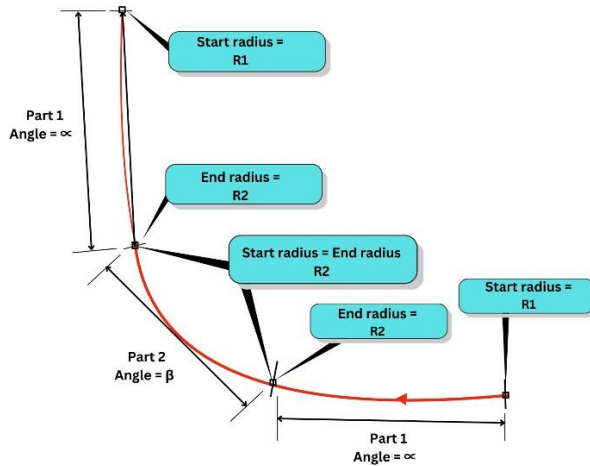 Start radius =
R1
Part 1
Angle = ∝
End radius =
R2
Start radius = End radius
R2
Start radius =
R1
End radius =
R2
Part 2
Angle = β
Part 1
Angle = ∝